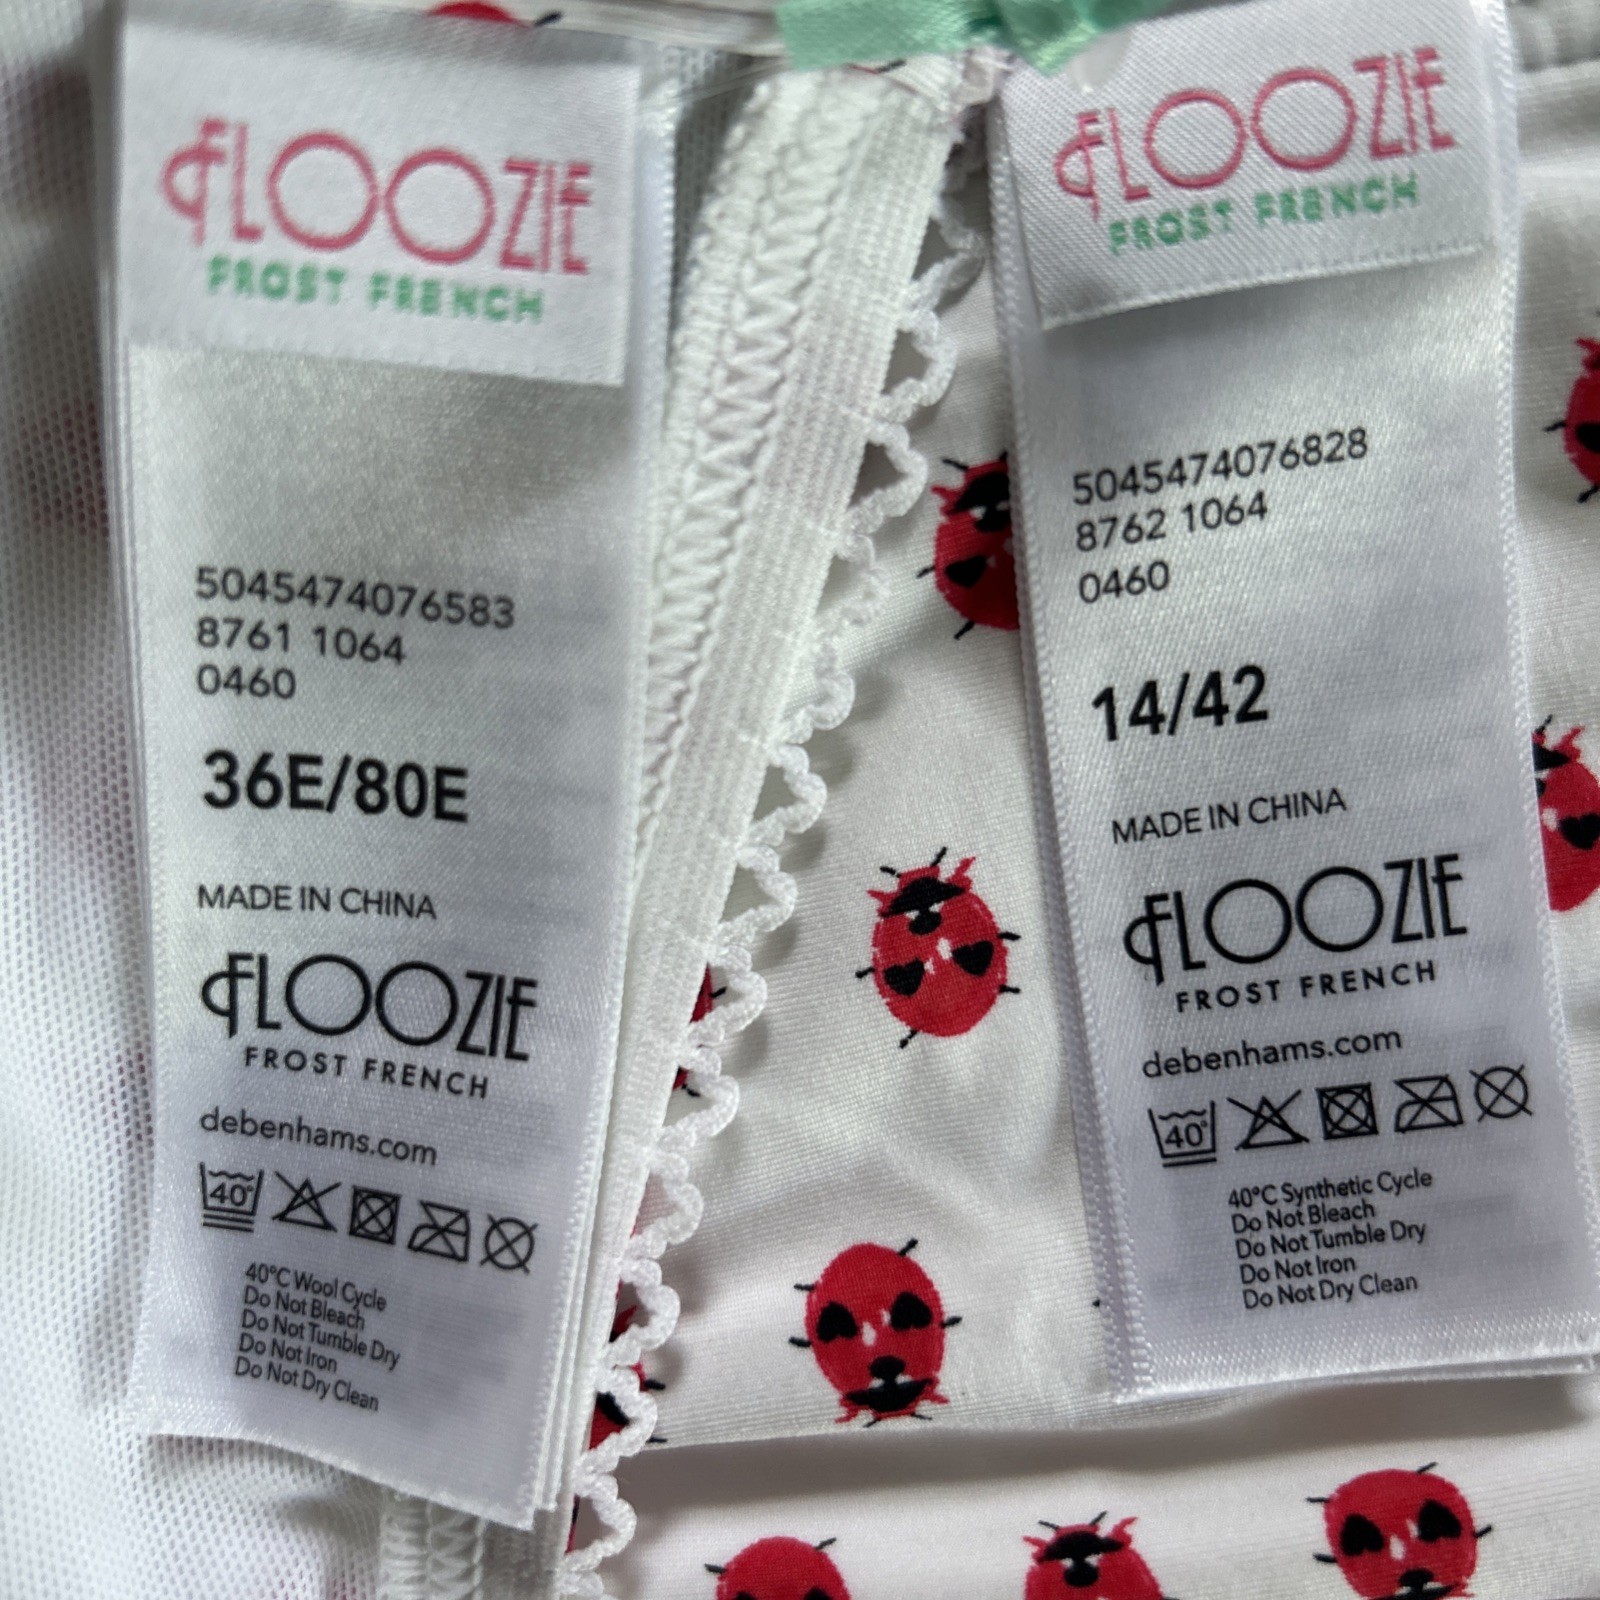 FLOOZIE
FROST FRENCH
5045474076583
8761 1064
0460
36E/80E
MADE IN CHINA
FLOOZIE
FROST FRENCH
debenhams.com
40°
40°C Wool Cycle
Do Not Bleach
Do Not Tumble Dry
Do Not Iron
Do Not Dry Clean
FLOOZIE
FROST FRENCH
5045474076828
8762 1064
0460
14/42
MADE IN CHINA
FLOOZIE
FROST FRENCH
debenhams.com
40°
40°C Synthetic Cycle
Do Not Bleach
Do Not Tumble Dry
Do Not Iron
Do Not Dry Clean